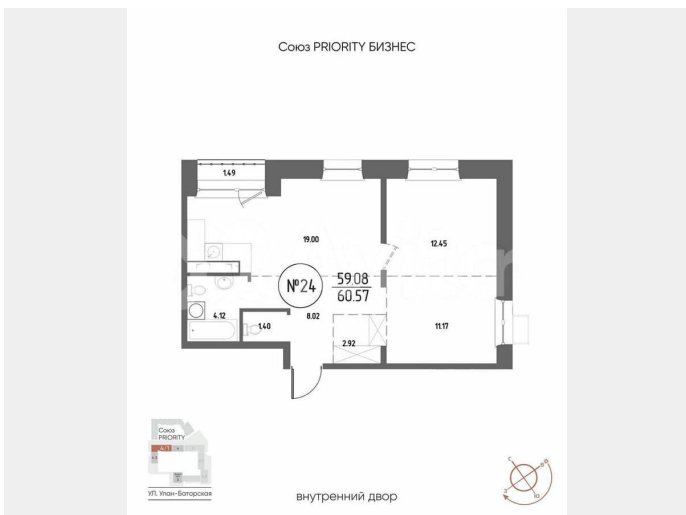 Союз PRIORITY БИЗНЕС
1.49
19.00
12.45
№24
59.08
60.57
4.12
1.40
8.02
2.92
11.17
Союз
PRIORITY
УЛ. Улан-Баторская
внутренний двор
С
В
З
Ю